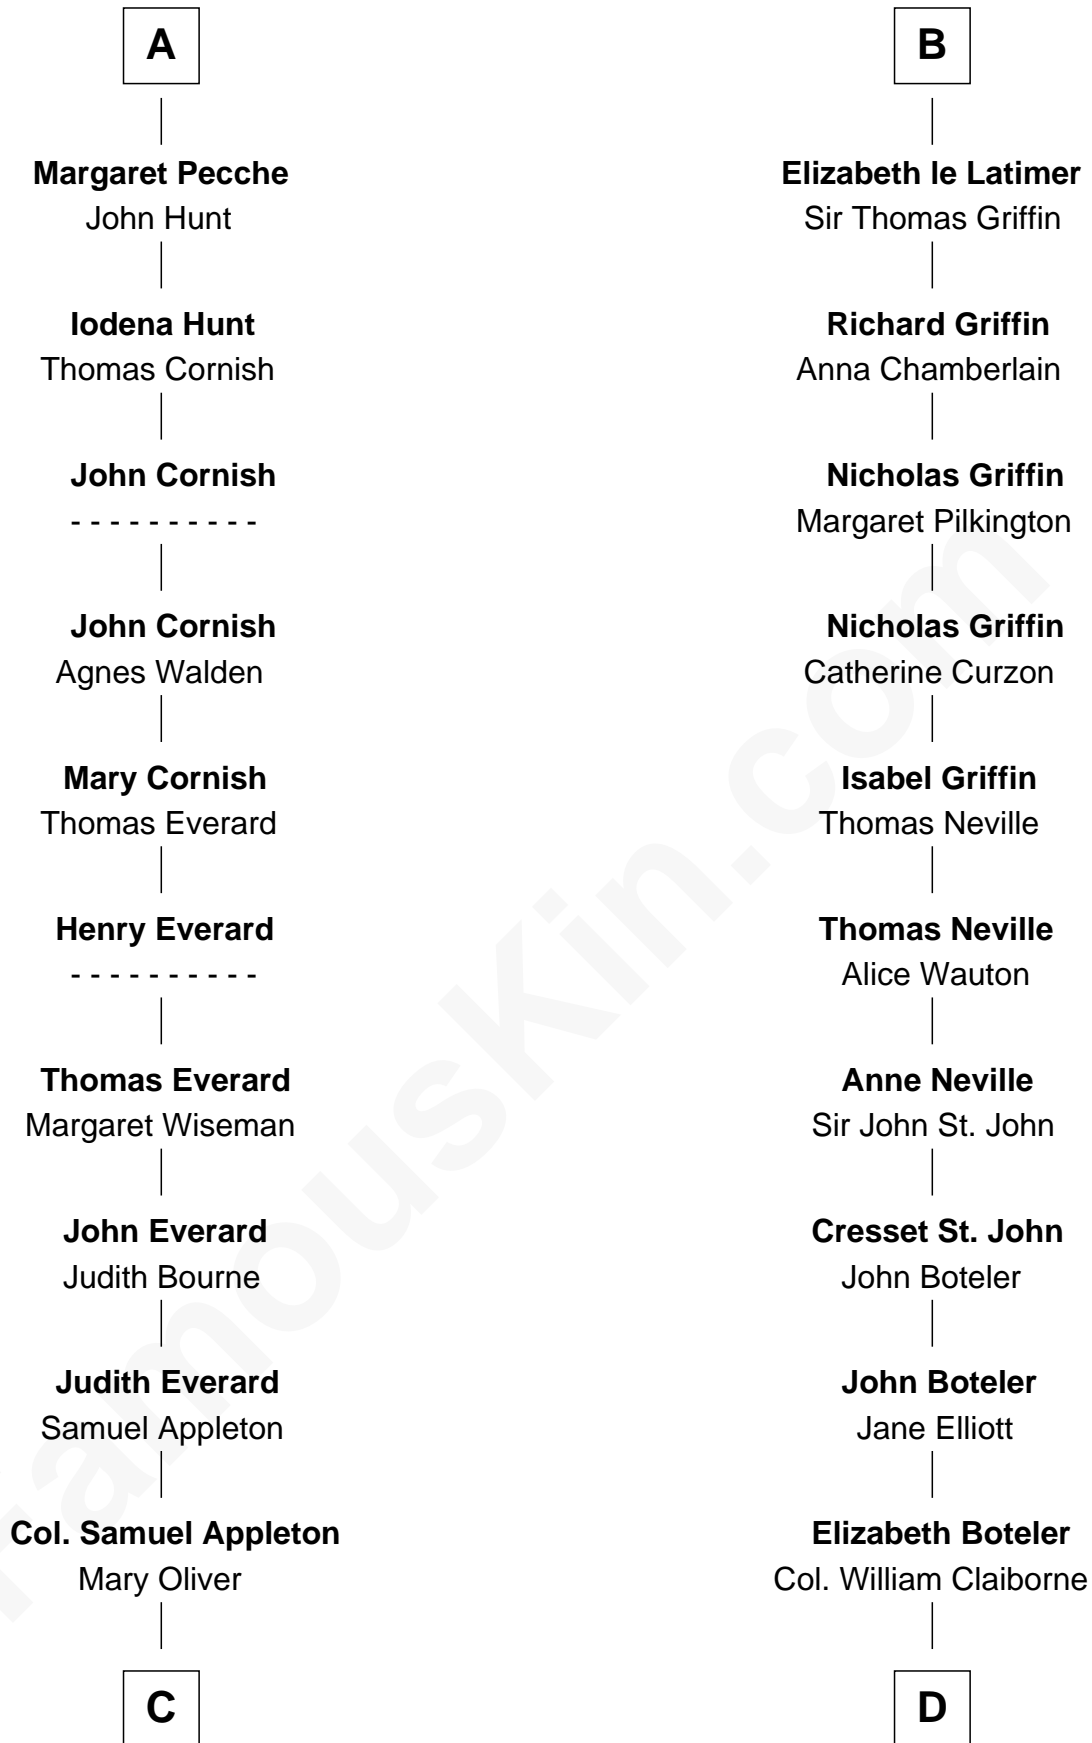 A
Margaret Pecche
John Hunt
Iodena Hunt
Thomas Cornish
John Cornish
- - - - - - - - - -
John Cornish
Agnes Walden
Mary Cornish
Thomas Everard
Henry Everard
- - - - - - - - - -
Thomas Everard
Margaret Wiseman
John Everard
Judith Bourne
Judith Everard
Samuel Appleton
Col. Samuel Appleton
Mary Oliver
C
B
Elizabeth le Latimer
Sir Thomas Griffin
Richard Griffin
Anna Chamberlain
Nicholas Griffin
Margaret Pilkington
Nicholas Griffin
Catherine Curzon
Isabel Griffin
Thomas Neville
Thomas Neville
Alice Wauton
Anne Neville
Sir John St. John
Cresset St. John
John Boteler
John Boteler
Jane Elliott
Elizabeth Boteler
Col. William Claiborne
D
FamousKin.com